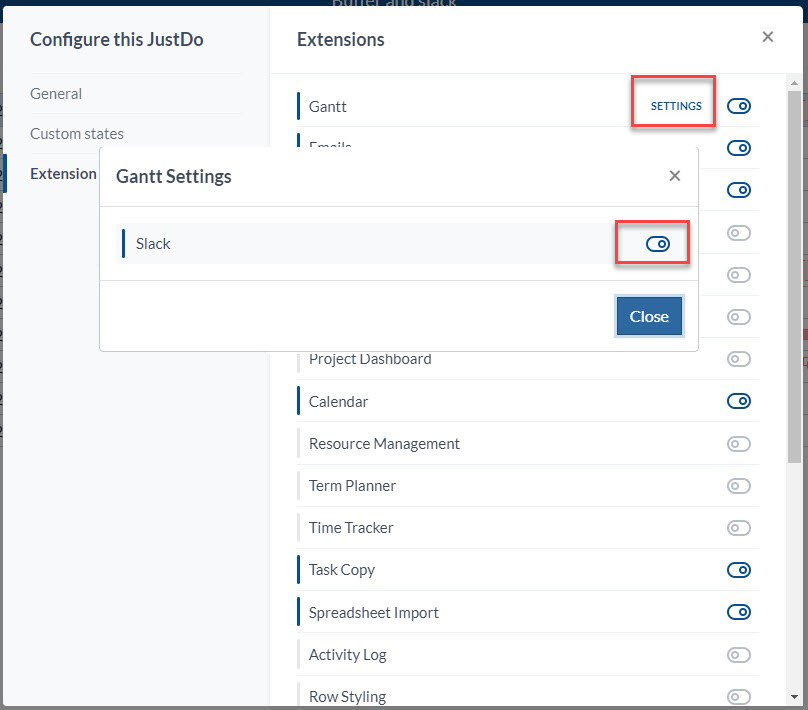 Buffer and slack
Configure this JustDo
General
Custom states
Extension
Extensions
Gantt
SETTINGS
Emails
Gantt Settings
Slack
Close
Project Dashboard
Calendar
Resource Management
Term Planner
Time Tracker
Task Copy
Spreadsheet Import
Activity Log
Row Styling